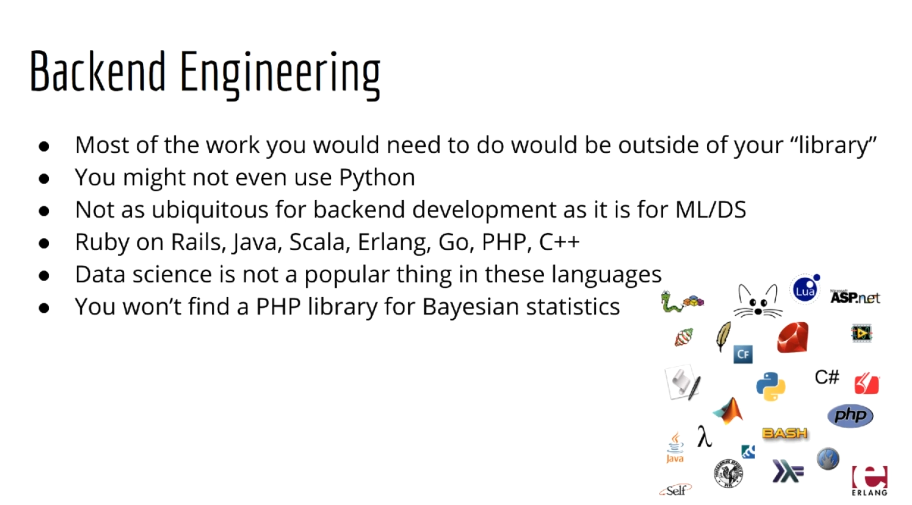 Backend Engineering
● Most of the work you would need to do would be outside of your “library”
● You might not even use Python
● Not as ubiquitous for backend development as it is for ML/DS
● Ruby on Rails, Java, Scala, Erlang, Go, PHP, C++
● Data science is not a popular thing in these languages
● You won’t find a PHP library for Bayesian statistics
Lua
ASP.net
CF
C#
php
BASH
λ
Java
Self
ERLANG